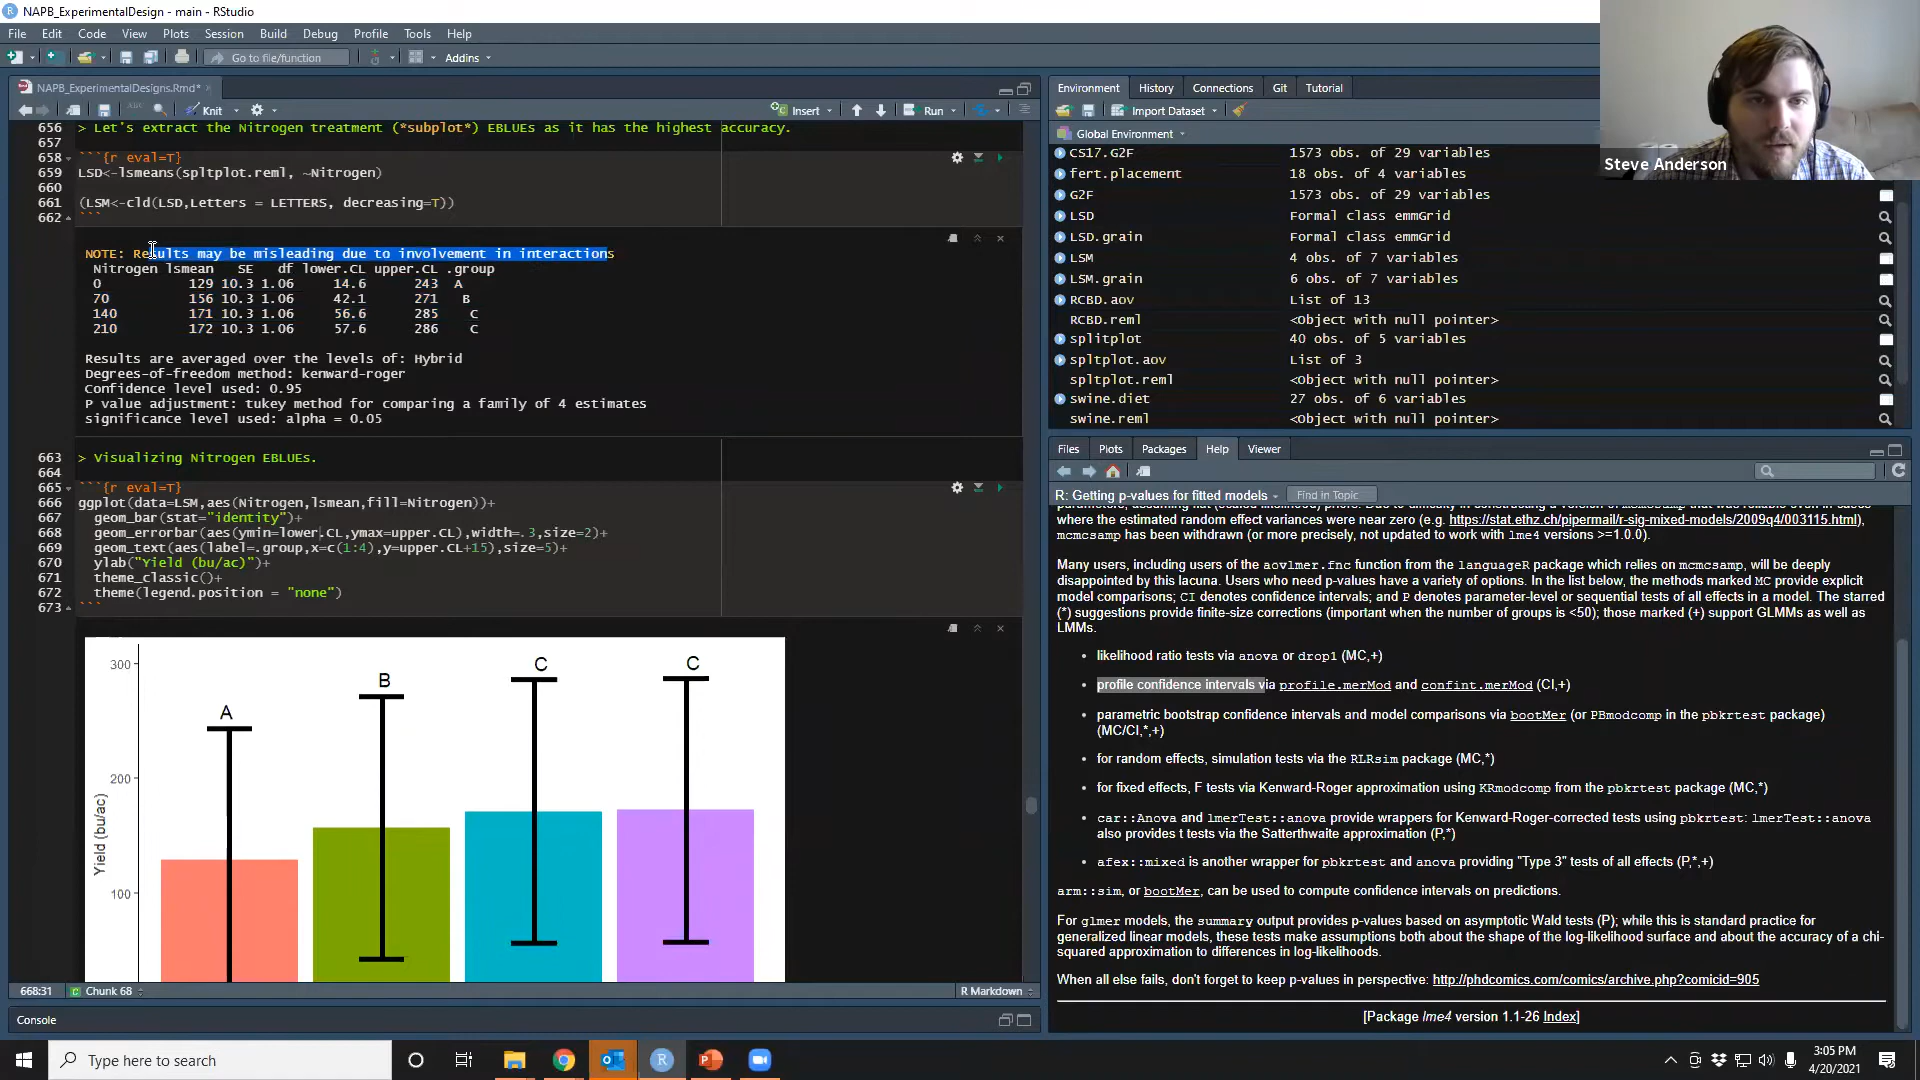 NAPB_ExperimentalDesign - main - RStudio
File Edit Code View Plots Session Build Debug Profile Tools Help
Go to file/function Addins
NAPB_ExperimentalDesigns.Rmd*
Knit Insert Run
656 > Let's extract the Nitrogen treatment (*subplot*) EBLUEs as it has the highest accuracy.
657
658 ```{r eval=T}
659 LSD<-lsmeans(spltplot.reml, ~Nitrogen)
660
661 (LSM<-cld(LSD,Letters = LETTERS, decreasing=T))
662 ```
NOTE: Results may be misleading due to involvement in interactions
Nitrogen lsmean SE df lower.CL upper.CL .group
0 129 10.3 1.06 14.6 243 A
70 156 10.3 1.06 42.1 271 B
140 171 10.3 1.06 56.6 285 C
210 172 10.3 1.06 57.6 286 C
Results are averaged over the levels of: Hybrid
Degrees-of-freedom method: kenward-roger
Confidence level used: 0.95
P value adjustment: tukey method for comparing a family of 4 estimates
significance level used: alpha = 0.05
663 > Visualizing Nitrogen EBLUEs.
664
665 ```{r eval=T}
666 ggplot(data=LSM,aes(Nitrogen,lsmean,fill=Nitrogen))+
667 geom_bar(stat="identity")+
668 geom_errorbar(aes(ymin=lower.CL,ymax=upper.CL),width=.3,size=2)+
669 geom_text(aes(label=.group,x=c(1:4),y=upper.CL+15),size=5)+
670 ylab("Yield (bu/ac)")+
671 theme_classic()+
672 theme(legend.position = "none")
673 ```
300
200
100
Yield (bu/ac)
A B C C
668:31 Chunk 68 R Markdown
Console
Environment History Connections Git Tutorial
Import Dataset
Global Environment
CS17.G2F 1573 obs. of 29 variables
fert.placement 18 obs. of 4 variables
G2F 1573 obs. of 29 variables
LSD Formal class emmGrid
LSD.grain Formal class emmGrid
LSM 4 obs. of 7 variables
LSM.grain 6 obs. of 7 variables
RCBD.aov List of 13
RCBD.reml <Object with null pointer>
splitplot 40 obs. of 5 variables
spltplot.aov List of 3
spltplot.reml <Object with null pointer>
swine.diet 27 obs. of 6 variables
swine.reml <Object with null pointer>
Steve Anderson
Files Plots Packages Help Viewer
R: Getting p-values for fitted models Find in Topic
where the estimated random effect variances were near zero (e.g. https://stat.ethz.ch/pipermail/r-sig-mixed-models/2009q4/003115.html),
mcmcsamp has been withdrawn (or more precisely, not updated to work with lme4 versions >=1.0.0).
Many users, including users of the aovlmer.fnc function from the languageR package which relies on mcmcsamp, will be deeply
disappointed by this lacuna. Users who need p-values have a variety of options. In the list below, the methods marked MC provide explicit
model comparisons; CI denotes confidence intervals; and P denotes parameter-level or sequential tests of all effects in a model. The starred
(*) suggestions provide finite-size corrections (important when the number of groups is <50); those marked (+) support GLMMs as well as
LMMs.
• likelihood ratio tests via anova or drop1 (MC,+)
• profile confidence intervals via profile.merMod and confint.merMod (CI,+)
• parametric bootstrap confidence intervals and model comparisons via bootMer (or PBmodcomp in the pbkrtest package)
(MC/CI,*,+)
• for random effects, simulation tests via the RLRsim package (MC,*)
• for fixed effects, F tests via Kenward-Roger approximation using KRmodcomp from the pbkrtest package (MC,*)
• car::Anova and lmerTest::anova provide wrappers for Kenward-Roger-corrected tests using pbkrtest: lmerTest::anova
also provides t tests via the Satterthwaite approximation (P,*)
• afex::mixed is another wrapper for pbkrtest and anova providing "Type 3" tests of all effects (P,*,+)
arm::sim, or bootMer, can be used to compute confidence intervals on predictions.
For glmer models, the summary output provides p-values based on asymptotic Wald tests (P); while this is standard practice for
generalized linear models, these tests make assumptions both about the shape of the log-likelihood surface and about the accuracy of a chi-
squared approximation to differences in log-likelihoods.
When all else fails, don't forget to keep p-values in perspective: http://phdcomics.com/comics/archive.php?comicid=905
[Package lme4 version 1.1-26 Index]
Type here to search
3:05 PM
4/20/2021